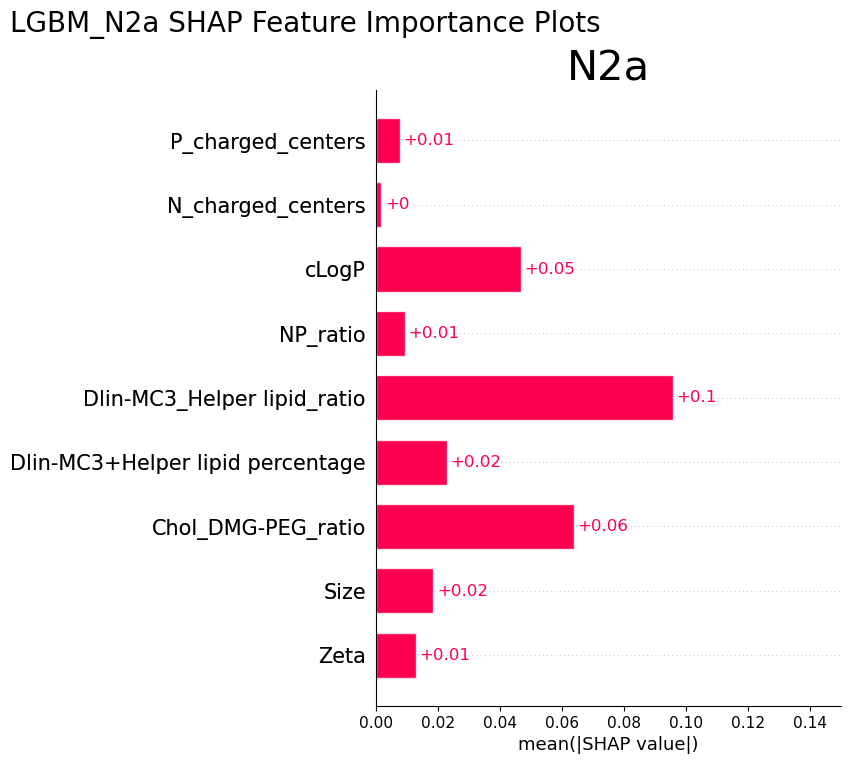 LGBM_N2a SHAP Feature Importance Plots
N2a
P_charged_centers +0.01
N_charged_centers +0
cLogP +0.05
NP_ratio +0.01
Dlin-MC3_Helper lipid_ratio +0.1
Dlin-MC3+Helper lipid percentage +0.02
Chol_DMG-PEG_ratio +0.06
Size +0.02
Zeta +0.01
0.00 0.02 0.04 0.06 0.08 0.10 0.12 0.14
mean(|SHAP value|)